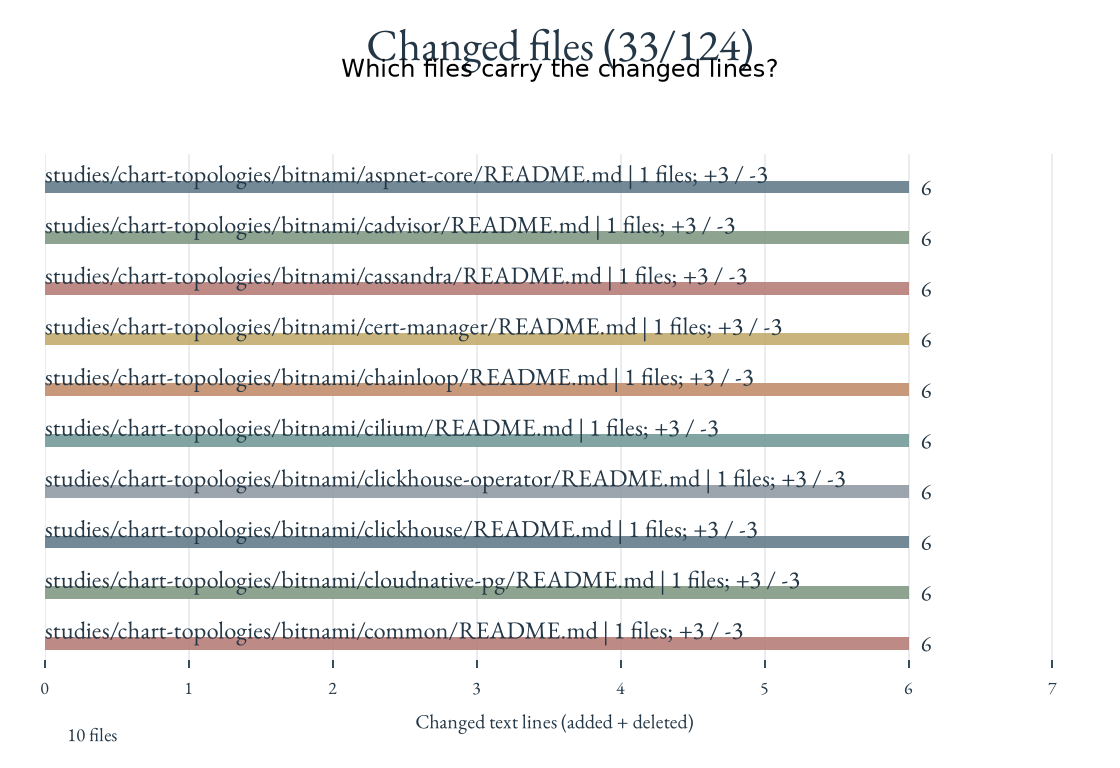 Changed files (33/124)
Which files carry the changed lines?
studies/chart-topologies/bitnami/aspnet-core/README.md | 1 files; +3 / -3
6
studies/chart-topologies/bitnami/cadvisor/README.md | 1 files; +3 / -3
6
studies/chart-topologies/bitnami/cassandra/README.md | 1 files; +3 / -3
6
studies/chart-topologies/bitnami/cert-manager/README.md | 1 files; +3 / -3
6
studies/chart-topologies/bitnami/chainloop/README.md | 1 files; +3 / -3
6
studies/chart-topologies/bitnami/cilium/README.md | 1 files; +3 / -3
6
studies/chart-topologies/bitnami/clickhouse-operator/README.md | 1 files; +3 / -3
6
studies/chart-topologies/bitnami/clickhouse/README.md | 1 files; +3 / -3
6
studies/chart-topologies/bitnami/cloudnative-pg/README.md | 1 files; +3 / -3
6
studies/chart-topologies/bitnami/common/README.md | 1 files; +3 / -3
6
0 1 2 3 4 5 6 7
Changed text lines (added + deleted)
10 files